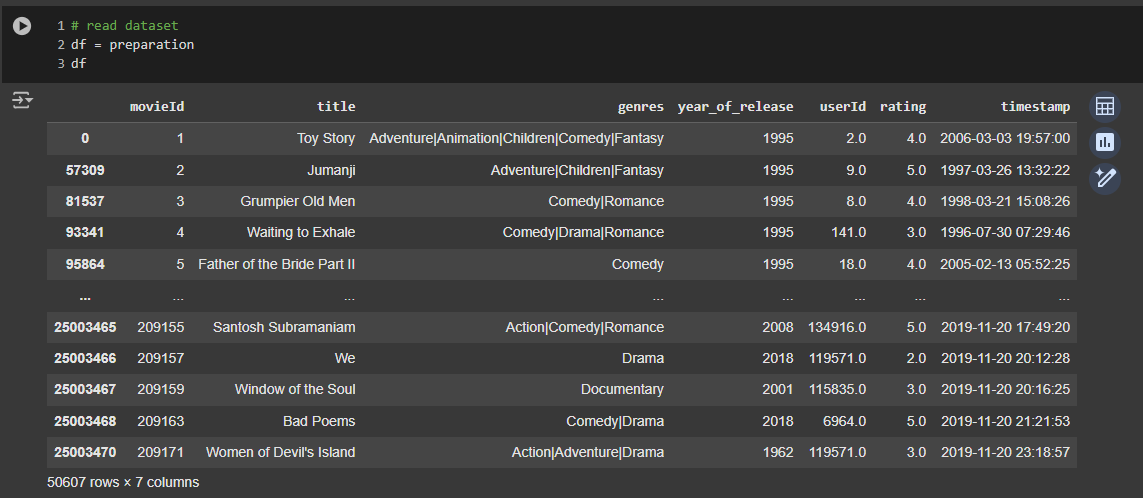 1 # read dataset
2 df = preparation
3 df
movieId title genres year_of_release userId rating timestamp
0 1 Toy Story Adventure|Animation|Children|Comedy|Fantasy 1995 2.0 4.0 2006-03-03 19:57:00
57309 2 Jumanji Adventure|Children|Fantasy 1995 9.0 5.0 1997-03-26 13:32:22
81537 3 Grumpier Old Men Comedy|Romance 1995 8.0 4.0 1998-03-21 15:08:26
93341 4 Waiting to Exhale Comedy|Drama|Romance 1995 141.0 3.0 1996-07-30 07:29:46
95864 5 Father of the Bride Part II Comedy 1995 18.0 4.0 2005-02-13 05:52:25
... ... ... ... ... ... ... ...
25003465 209155 Santosh Subramaniam Action|Comedy|Romance 2008 134916.0 5.0 2019-11-20 17:49:20
25003466 209157 We Drama 2018 119571.0 2.0 2019-11-20 20:12:28
25003467 209159 Window of the Soul Documentary 2001 115835.0 3.0 2019-11-20 20:16:25
25003468 209163 Bad Poems Comedy|Drama 2018 6964.0 5.0 2019-11-20 21:21:53
25003470 209171 Women of Devil's Island Action|Adventure|Drama 1962 119571.0 3.0 2019-11-20 23:18:57
50607 rows × 7 columns